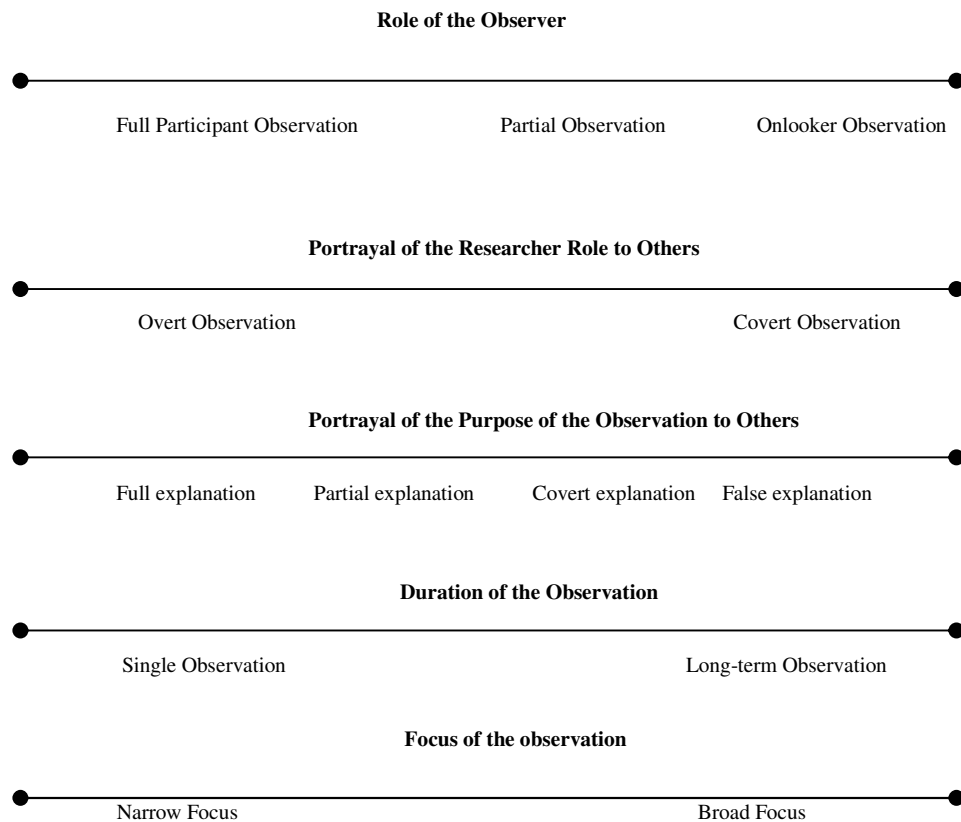 Role of the Observer
Full Participant Observation Partial Observation Onlooker Observation
Portrayal of the Researcher Role to Others
Overt Observation Covert Observation
Portrayal of the Purpose of the Observation to Others
Full explanation Partial explanation Covert explanation False explanation
Duration of the Observation
Single Observation Long-term Observation
Focus of the observation
Narrow Focus Broad Focus